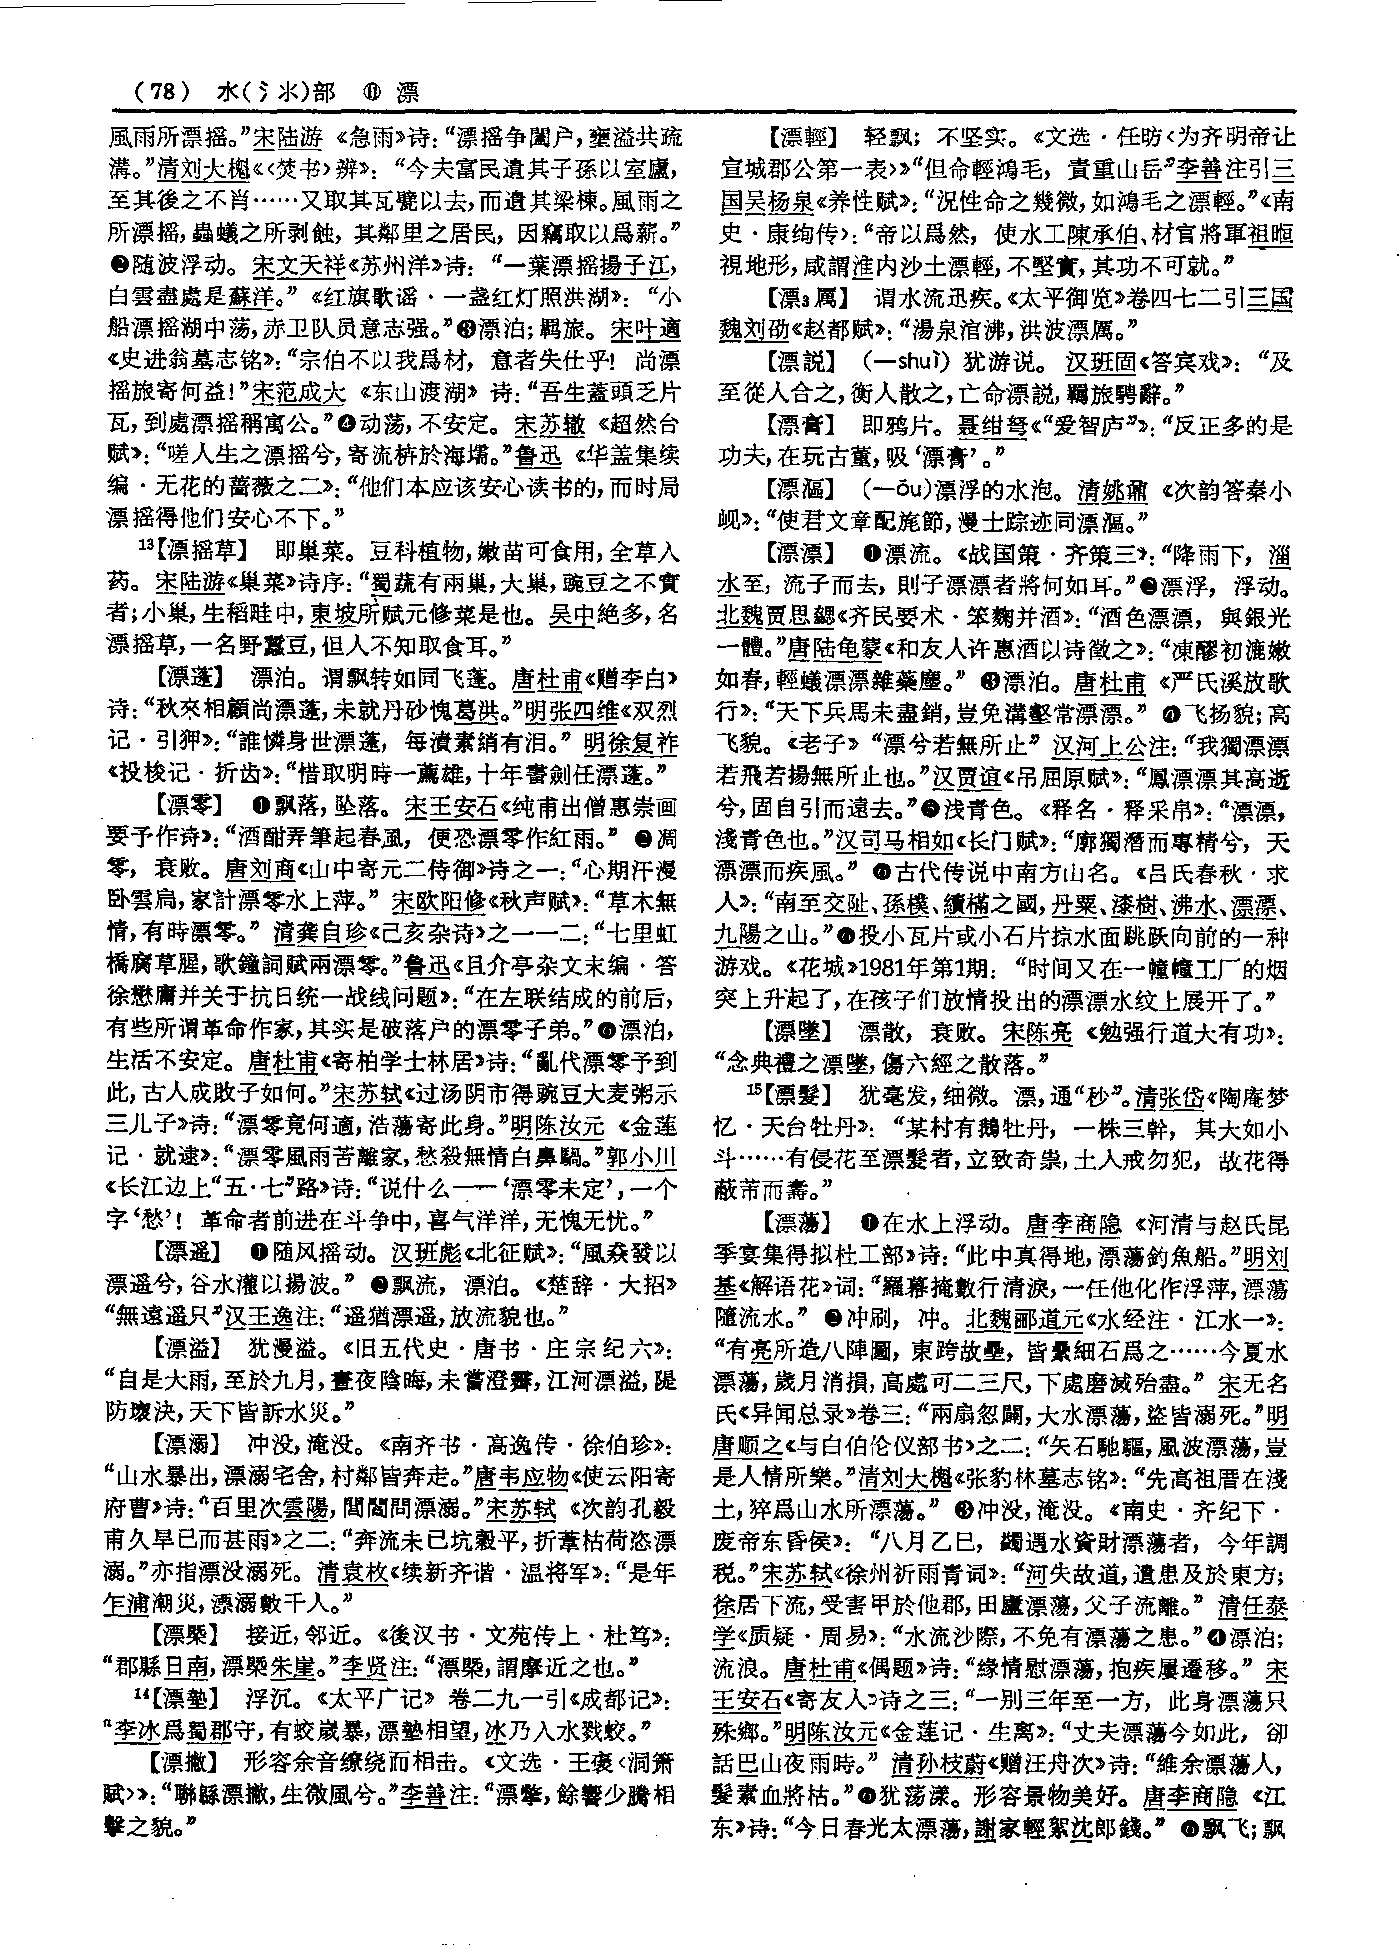 (78) 水(氵氺)部 ⑪ 漂
風雨所漂摇。”宋陆游《急雨》诗：“漂摇争闔户，壅溢共疏
溝。”清刘大櫆《〈焚书〉辨》：“今夫富民遺其子孫以室廬，
至其後之不肖……又取其瓦甓以去，而遺其梁棟。風雨之
所漂摇，蟲蟻之所剥蝕，其鄰里之居民，因竊取以爲薪。”
❷随波浮动。宋文天祥《苏州洋》诗：“一葉漂摇揚子江，
白雲盡處是蘇洋。”《红旗歌谣·一盏红灯照洪湖》：“小
船漂摇湖中荡，赤卫队员意志强。”❸漂泊；羁旅。宋叶適
《史进翁墓志铭》：“宗伯不以我爲材，意者失仕乎！尚漂
摇旅寄何益！”宋范成大《东山渡湖》诗：“吾生蓋頭乏片
瓦，到處漂摇稱寓公。”❹动荡，不安定。宋苏辙《超然台
赋》：“嗟人生之漂摇兮，寄流枿於海壖。”鲁迅《华盖集续
编·无花的蔷薇之二》：“他们本应该安心读书的，而时局
漂摇得他们安心不下。”
13【漂摇草】 即巢菜。豆科植物，嫩苗可食用，全草入
药。宋陆游《巢菜》诗序：“蜀蔬有兩巢，大巢，豌豆之不實
者；小巢，生稻畦中，東坡所赋元修菜是也。吴中绝多，名
漂摇草，一名野蠶豆，但人不知取食耳。”
【漂蓬】 漂泊。谓飘转如同飞蓬。唐杜甫《赠李白》
诗：“秋來相顧尚漂蓬，未就丹砂愧葛洪。”明张四维《双烈
记·引狎》：“誰憐身世漂蓬，每漬素绡有泪。”明徐复祚
《投梭记·折齿》：“惜取明時一薦雄，十年書劍任漂蓬。”
【漂零】 ❶飘落，坠落。宋王安石《纯甫出僧惠崇画
要予作诗》：“酒酣弄筆起春風，便恐漂零作紅雨。”❷凋
零，衰败。唐刘商《山中寄元二侍御》诗之一：“心期汗漫
卧雲扃，家計漂零水上萍。”宋欧阳修《秋声赋》：“草木無
情，有時漂零。”清龚自珍《己亥杂诗》之一一二：“七里虹
橋腐草腥，歌鐘詞賦兩漂零。”鲁迅《且介亭杂文末编·答
徐懋庸并关于抗日统一战线问题》：“在左联结成的前后，
有些所谓革命作家，其实是破落户的漂零子弟。”❸漂泊，
生活不安定。唐杜甫《寄柏学士林居》诗：“亂代漂零予到
此，古人成敗子如何。”宋苏轼《过汤阴市得豌豆大麦粥示
三儿子》诗：“漂零竟何適，浩蕩寄此身。”明陈汝元《金莲
记·就逮》：“漂零風雨苦離家，愁殺無情白鼻騧。”郭小川
《长江边上“五·七”路》诗：“说什么——‘漂零未定’，一个
字‘愁’！革命者前进在斗争中，喜气洋洋，无愧无忧。”
【漂遥】 ❶随风摇动。汉班彪《北征赋》：“風猋發以
漂遥兮，谷水灌以揚波。”❷飘流，漂泊。《楚辞·大招》
“無遠遥只”汉王逸注：“遥猶漂遥，放流貌也。”
【漂溢】 犹漫溢。《旧五代史·唐书·庄宗纪六》：
“自是大雨，至於九月，晝夜陰晦，未嘗澄霽，江河漂溢，隄
防壞决，天下皆訴水災。”
【漂溺】 冲没，淹没。《南齐书·高逸传·徐伯珍》：
“山水暴出，漂溺宅舍，村鄰皆奔走。”唐韦应物《使云阳寄
府曹》诗：“百里次雲陽，閭閻問漂溺。”宋苏轼《次韵孔毅
甫久旱已而甚雨》之二：“奔流未已坑穀平，折葦枯荷恣漂
溺。”亦指漂没溺死。清袁枚《续新齐谐·温将军》：“是年
乍浦潮災，漂溺數千人。”
【漂槩】 接近，邻近。《後汉书·文苑传上·杜笃》：
“郡縣日南，漂槩朱崖。”李贤注：“漂槩，謂摩近之也。”
14【漂墊】 浮沉。《太平广记》卷二九一引《成都记》：
“李冰爲蜀郡守，有蛟歲暴，漂墊相望，冰乃入水戮蛟。”
【漂撇】 形容余音缭绕而相击。《文选·王褒〈洞箫
赋〉》：“聯緜漂撇，生微風兮。”李善注：“漂撆，餘響少騰相
擊之貌。”
【漂輕】 轻飘；不坚实。《文选·任昉〈为齐明帝让
宣城郡公第一表〉》“但命輕鴻毛，責重山岳”李善注引三
国吴杨泉《养性赋》：“况性命之幾微，如鴻毛之漂輕。”《南
史·康绚传》：“帝以爲然，使水工陳承伯、材官將軍祖暅
視地形，咸謂淮内沙土漂輕，不堅實，其功不可就。”
【漂3厲】 谓水流迅疾。《太平御览》卷四七二引三国
魏刘劭《赵都赋》：“湯泉涫沸，洪波漂厲。”
【漂説】 （—shuì）犹游说。汉班固《答宾戏》：“及
至從人合之，衡人散之，亡命漂説，羈旅騁辭。”
【漂膏】 即鸦片。聂绀弩《“爱智庐”》：“反正多的是
功夫，在玩古董，吸‘漂膏’。”
【漂漚】 （—ōu）漂浮的水泡。清姚鼐《次韵答秦小
岘》：“使君文章配旄節，漫士踪迹同漂漚。”
【漂漂】 ❶漂流。《战国策·齐策三》：“降雨下，淄
水至，流子而去，則子漂漂者將何如耳。”❷漂浮，浮动。
北魏贾思勰《齐民要术·笨麴并酒》：“酒色漂漂，與銀光
一體。”唐陆龟蒙《和友人许惠酒以诗徵之》：“凍醪初漉嫩
如春，輕蟻漂漂雜蘂塵。”❸漂泊。唐杜甫《严氏溪放歌
行》：“天下兵馬未盡銷，豈免溝壑常漂漂。”❹飞扬貌；高
飞貌。《老子》“漂兮若無所止”汉河上公注：“我獨漂漂
若飛若揚無所止也。”汉贾谊《吊屈原赋》：“鳳漂漂其高逝
兮，固自引而遠去。”❺浅青色。《释名·释采帛》：“漂漂，
淺青色也。”汉司马相如《长门赋》：“廓獨潛而專精兮，天
漂漂而疾風。”❻古代传说中南方山名。《吕氏春秋·求
人》：“南至交阯、孫樸、續樠之國，丹粟、漆樹、沸水、漂漂、
九陽之山。”❼投小瓦片或小石片掠水面跳跃向前的一种
游戏。《花城》1981年第1期：“时间又在一幢幢工厂的烟
突上升起了，在孩子们放情投出的漂漂水纹上展开了。”
【漂墜】 漂散，衰败。宋陈亮《勉强行道大有功》：
“念典禮之漂墜，傷六經之散落。”
15【漂髮】 犹毫发，细微。漂，通“秒”。清张岱《陶庵梦
忆·天台牡丹》：“某村有鵝牡丹，一株三幹，其大如小
斗……有侵花至漂髮者，立致奇祟，土人戒勿犯，故花得
蔽芾而壽。”
【漂蕩】 ❶在水上浮动。唐李商隐《河清与赵氏昆
季宴集得拟杜工部》诗：“此中真得地，漂蕩釣魚船。”明刘
基《解语花》词：“羅幕掩數行清淚，一任他化作浮萍，漂蕩
隨流水。”❷冲刷，冲。北魏郦道元《水经注·江水一》：
“有亮所造八陣圖，東跨故壘，皆纍細石爲之……今夏水
漂蕩，歲月消損，高處可二三尺，下處磨滅殆盡。”宋无名
氏《异闻总录》卷三：“兩扇忽闢，大水漂蕩，盜皆溺死。”明
唐顺之《与白伯伦仪部书》之二：“矢石馳驅，風波漂蕩，豈
是人情所樂。”清刘大櫆《张豹林墓志铭》：“先高祖厝在淺
土，猝爲山水所漂蕩。”❸冲没，淹没。《南史·齐纪下·
废帝东昏侯》：“八月乙巳，蠲遇水資財漂蕩者，今年調
税。”宋苏轼《徐州祈雨青词》：“河失故道，遺患及於東方；
徐居下流，受害甲於他郡，田廬漂蕩，父子流離。”清任泰
学《质疑·周易》：“水流沙際，不免有漂蕩之患。”❹漂泊；
流浪。唐杜甫《偶题》诗：“緣情慰漂蕩，抱疾屢遷移。”宋
王安石《寄友人》诗之三：“一别三年至一方，此身漂蕩只
殊鄉。”明陈汝元《金莲记·生离》：“丈夫漂蕩今如此，卻
話巴山夜雨時。”清孙枝蔚《赠汪舟次》诗：“維余漂蕩人，
髮素血將枯。”❺犹荡漾。形容景物美好。唐李商隐《江
东》诗：“今日春光太漂蕩，謝家輕絮沈郎錢。”❻飘飞；飘